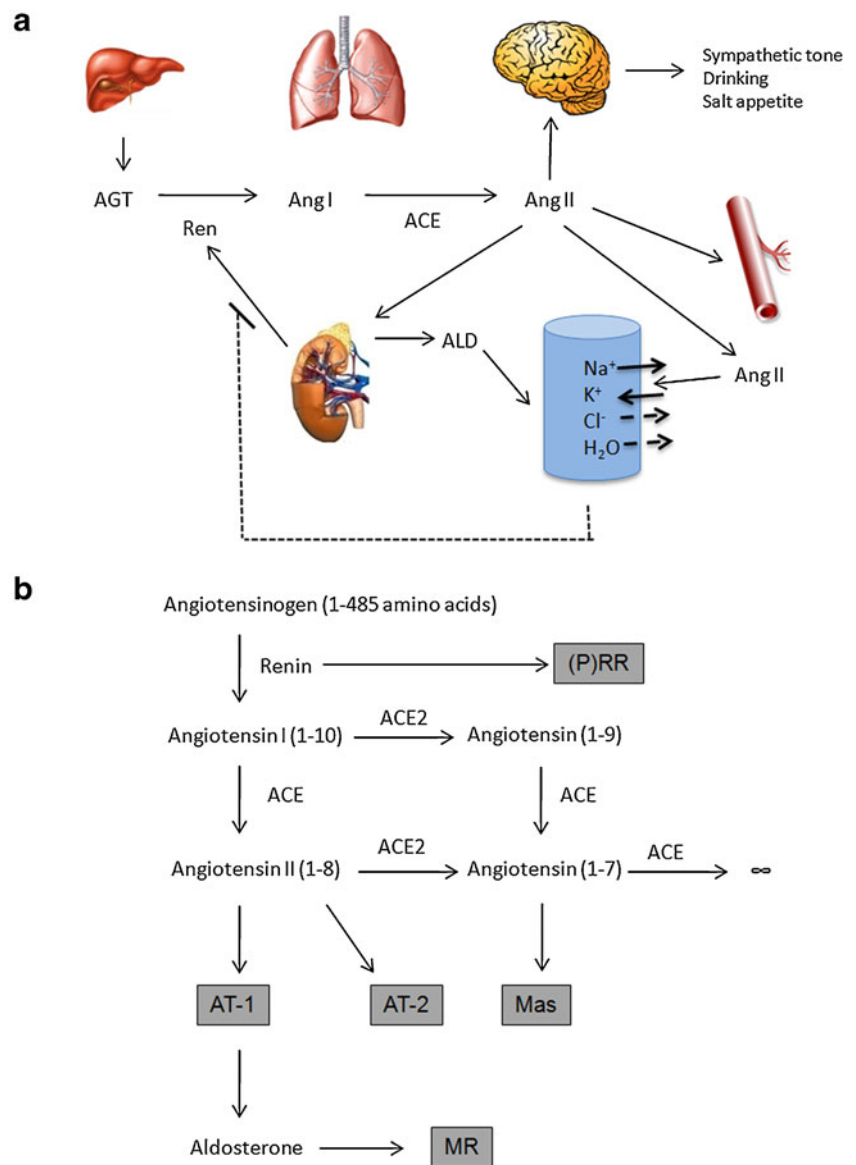 a
Sympathetic tone
Drinking
Salt appetite
AGT
Ang I
ACE
Ang II
Ren
ALD
Na⁺
K⁺
Cl⁻
H₂O
Ang II
b
Angiotensinogen (1-485 amino acids)
Renin
(P)RR
ACE2
Angiotensin I (1-10)
Angiotensin (1-9)
ACE
ACE
ACE2
ACE
Angiotensin II (1-8)
Angiotensin (1-7)
∞
AT-1
AT-2
Mas
Aldosterone
MR